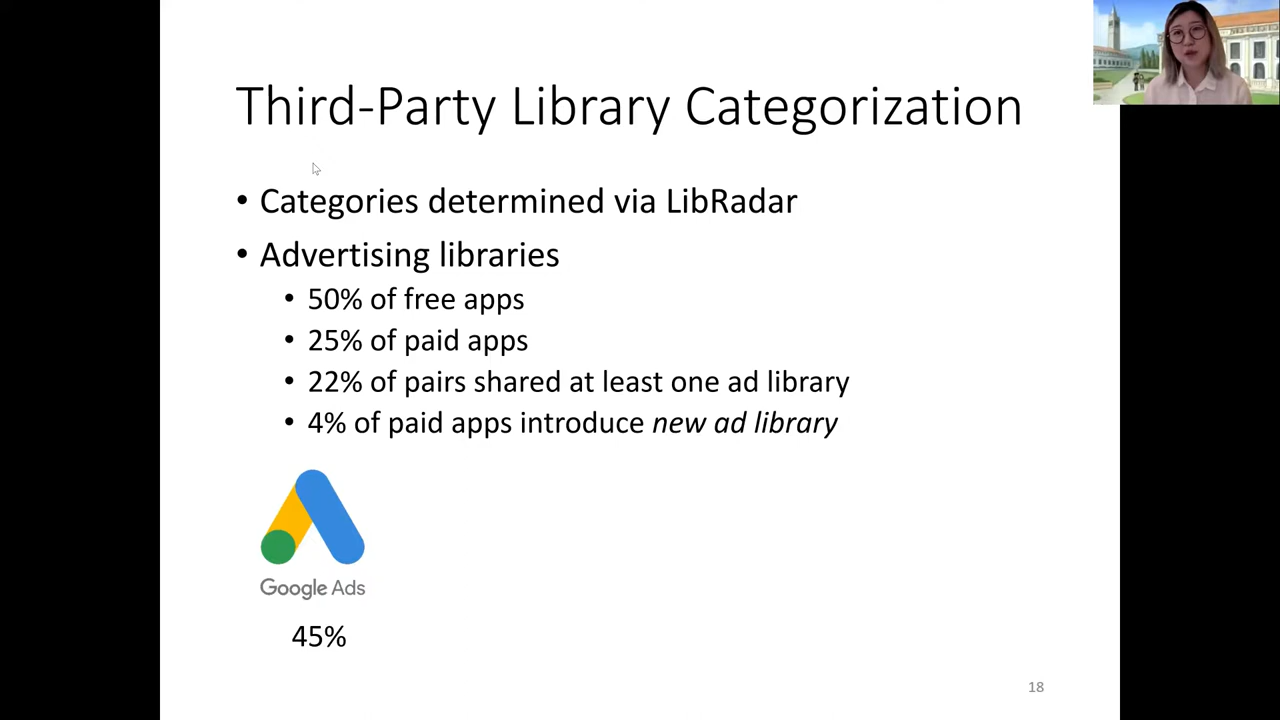 Third-Party Library Categorization
• Categories determined via LibRadar
• Advertising libraries
• 50% of free apps
• 25% of paid apps
• 22% of pairs shared at least one ad library
• 4% of paid apps introduce new ad library
Google Ads
45%
18